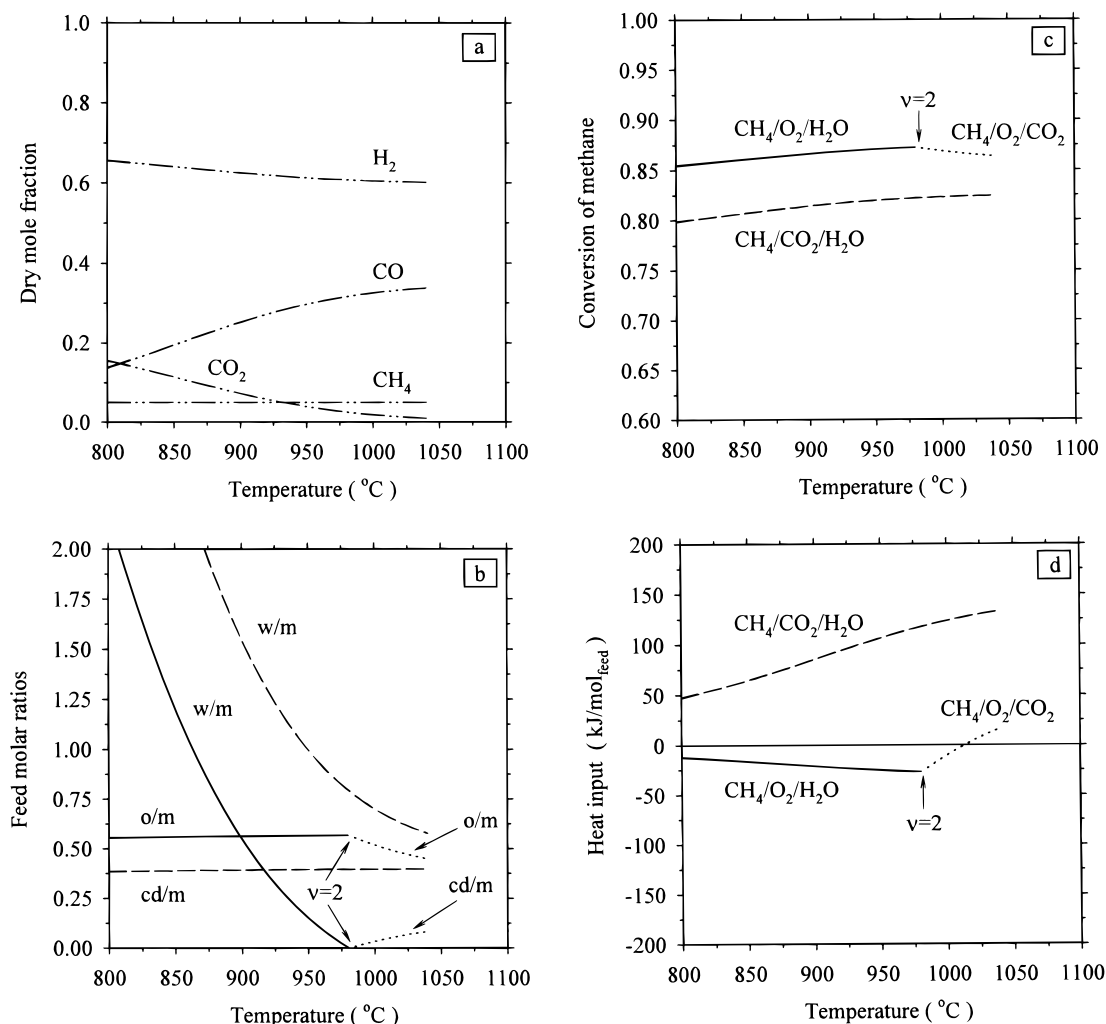 a
1.0
0.8
0.6
0.4
0.2
0.0
Dry mole fraction
H₂
CO
CO₂
CH₄
800 850 900 950 1000 1050 1100
Temperature ( °C )
c
1.00
0.95
0.90
0.85
0.80
0.75
0.70
0.65
0.60
Conversion of methane
ν=2
CH₄/O₂/H₂O
CH₄/O₂/CO₂
CH₄/CO₂/H₂O
800 850 900 950 1000 1050 1100
Temperature ( °C )
b
2.00
1.75
1.50
1.25
1.00
0.75
0.50
0.25
0.00
Feed molar ratios
w/m
w/m
o/m
o/m
ν=2
cd/m
cd/m
800 850 900 950 1000 1050 1100
Temperature ( °C )
d
200
150
100
50
0
-50
-100
-150
-200
Heat input ( kJ/mol_feed )
CH₄/CO₂/H₂O
CH₄/O₂/CO₂
CH₄/O₂/H₂O
ν=2
800 850 900 950 1000 1050 1100
Temperature ( °C )